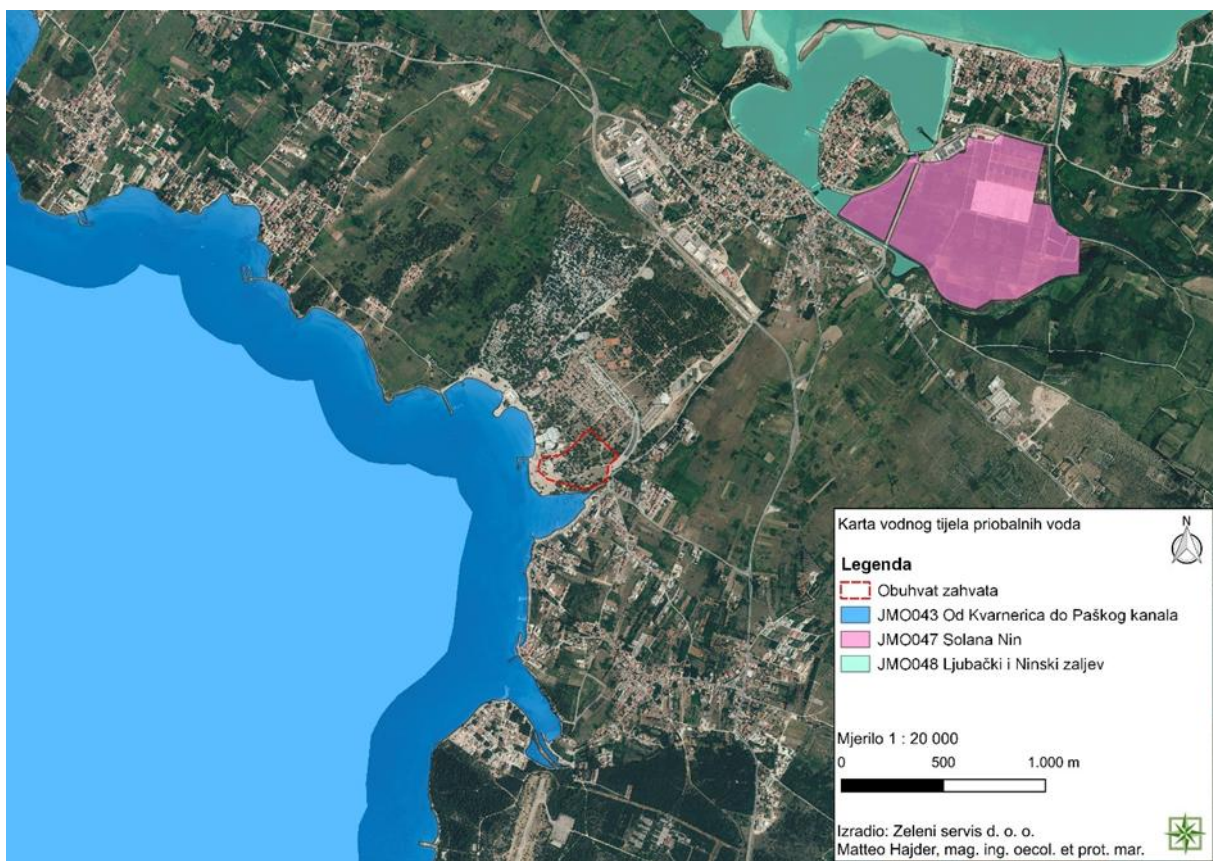 Karta vodnog tijela priobalnih voda
N
Legenda
Obuhvat zahvata
JMO043 Od Kvarnerica do Paškog kanala
JMO047 Solana Nin
JMO048 Ljubački i Ninski zaljev
Mjerilo 1 : 20 000
0 500 1.000 m
Izradio: Zeleni servis d. o. o.
Matteo Hajder, mag. ing. oecol. et prot. mar.